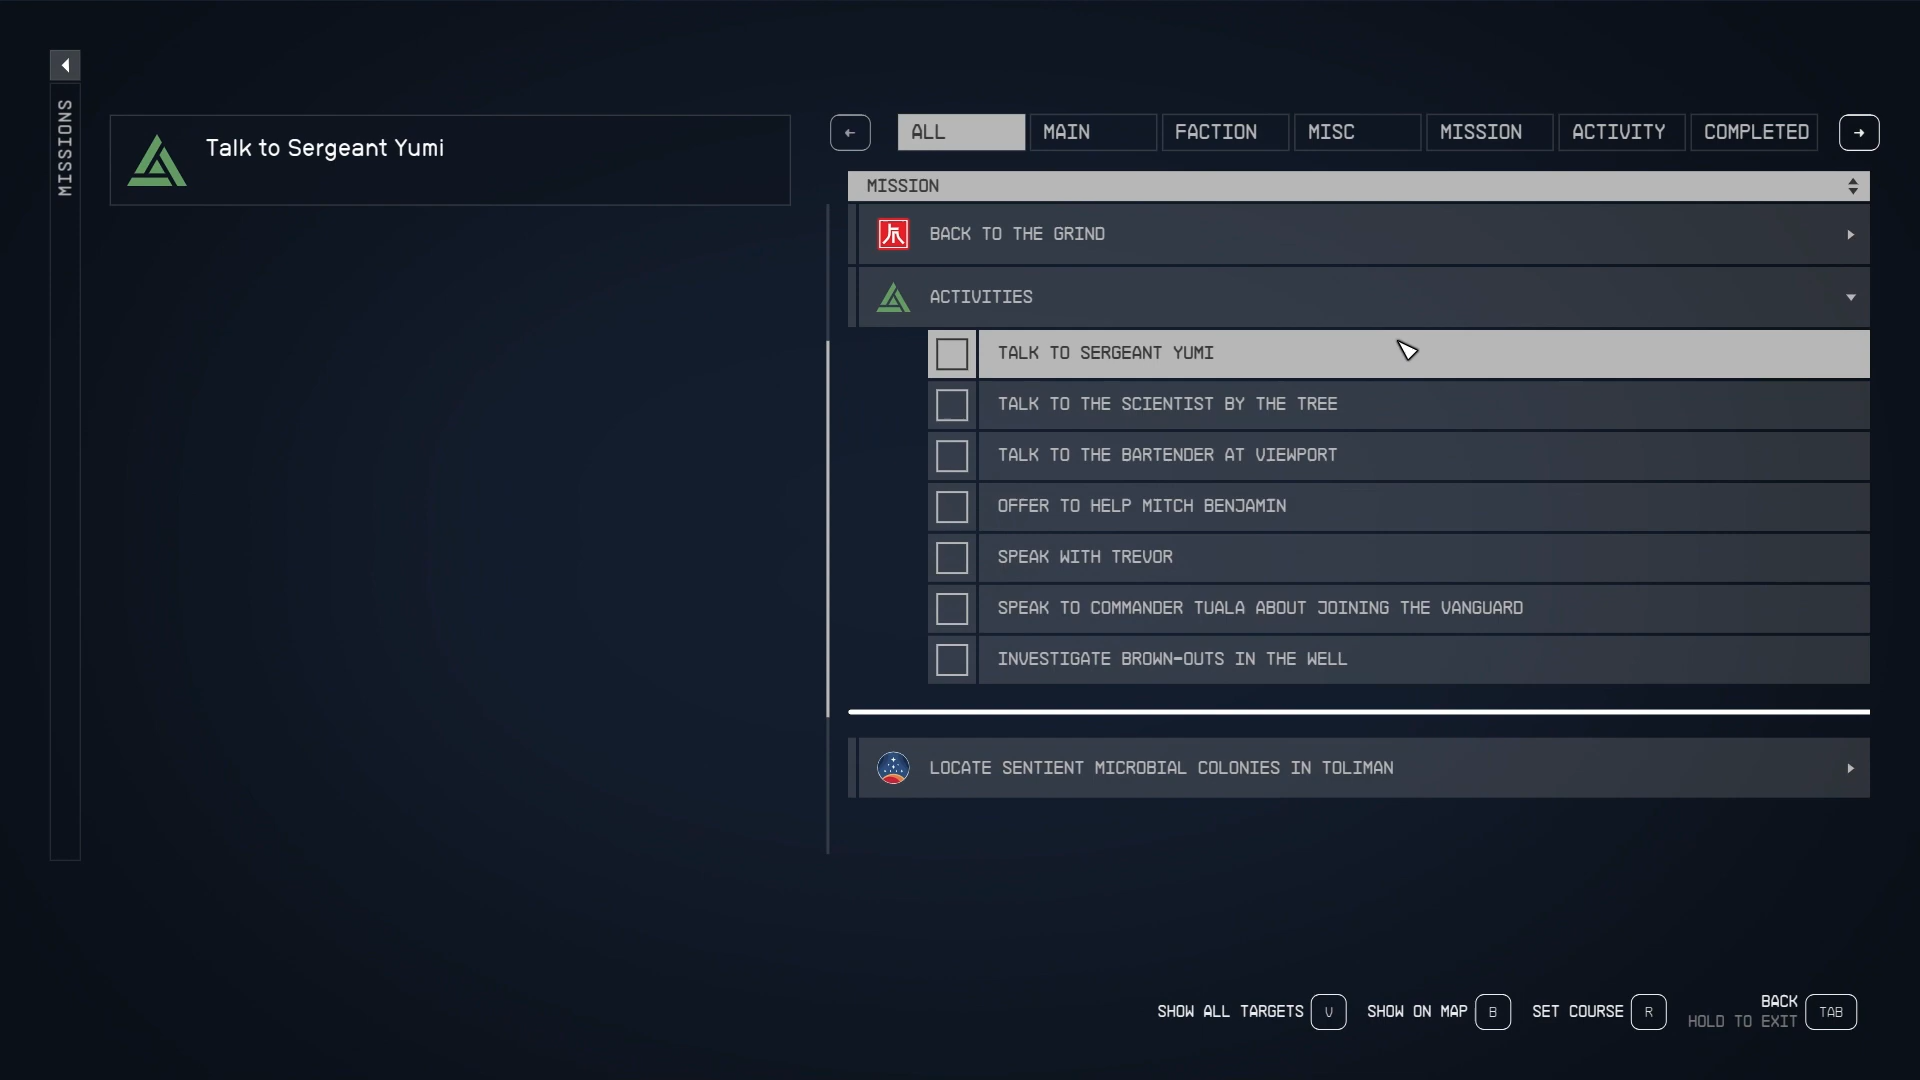 MISSIONS
Talk to Sergeant Yumi
ALL
MAIN
FACTION
MISC
MISSION
ACTIVITY
COMPLETED
MISSION
BACK TO THE GRIND
ACTIVITIES
TALK TO SERGEANT YUMI
TALK TO THE SCIENTIST BY THE TREE
TALK TO THE BARTENDER AT VIEWPORT
OFFER TO HELP MITCH BENJAMIN
SPEAK WITH TREVOR
SPEAK TO COMMANDER TUALA ABOUT JOINING THE VANGUARD
INVESTIGATE BROWN-OUTS IN THE WELL
LOCATE SENTIENT MICROBIAL COLONIES IN TOLIMAN
SHOW ALL TARGETS V
SHOW ON MAP B
SET COURSE R
BACK
HOLD TO EXIT
TAB